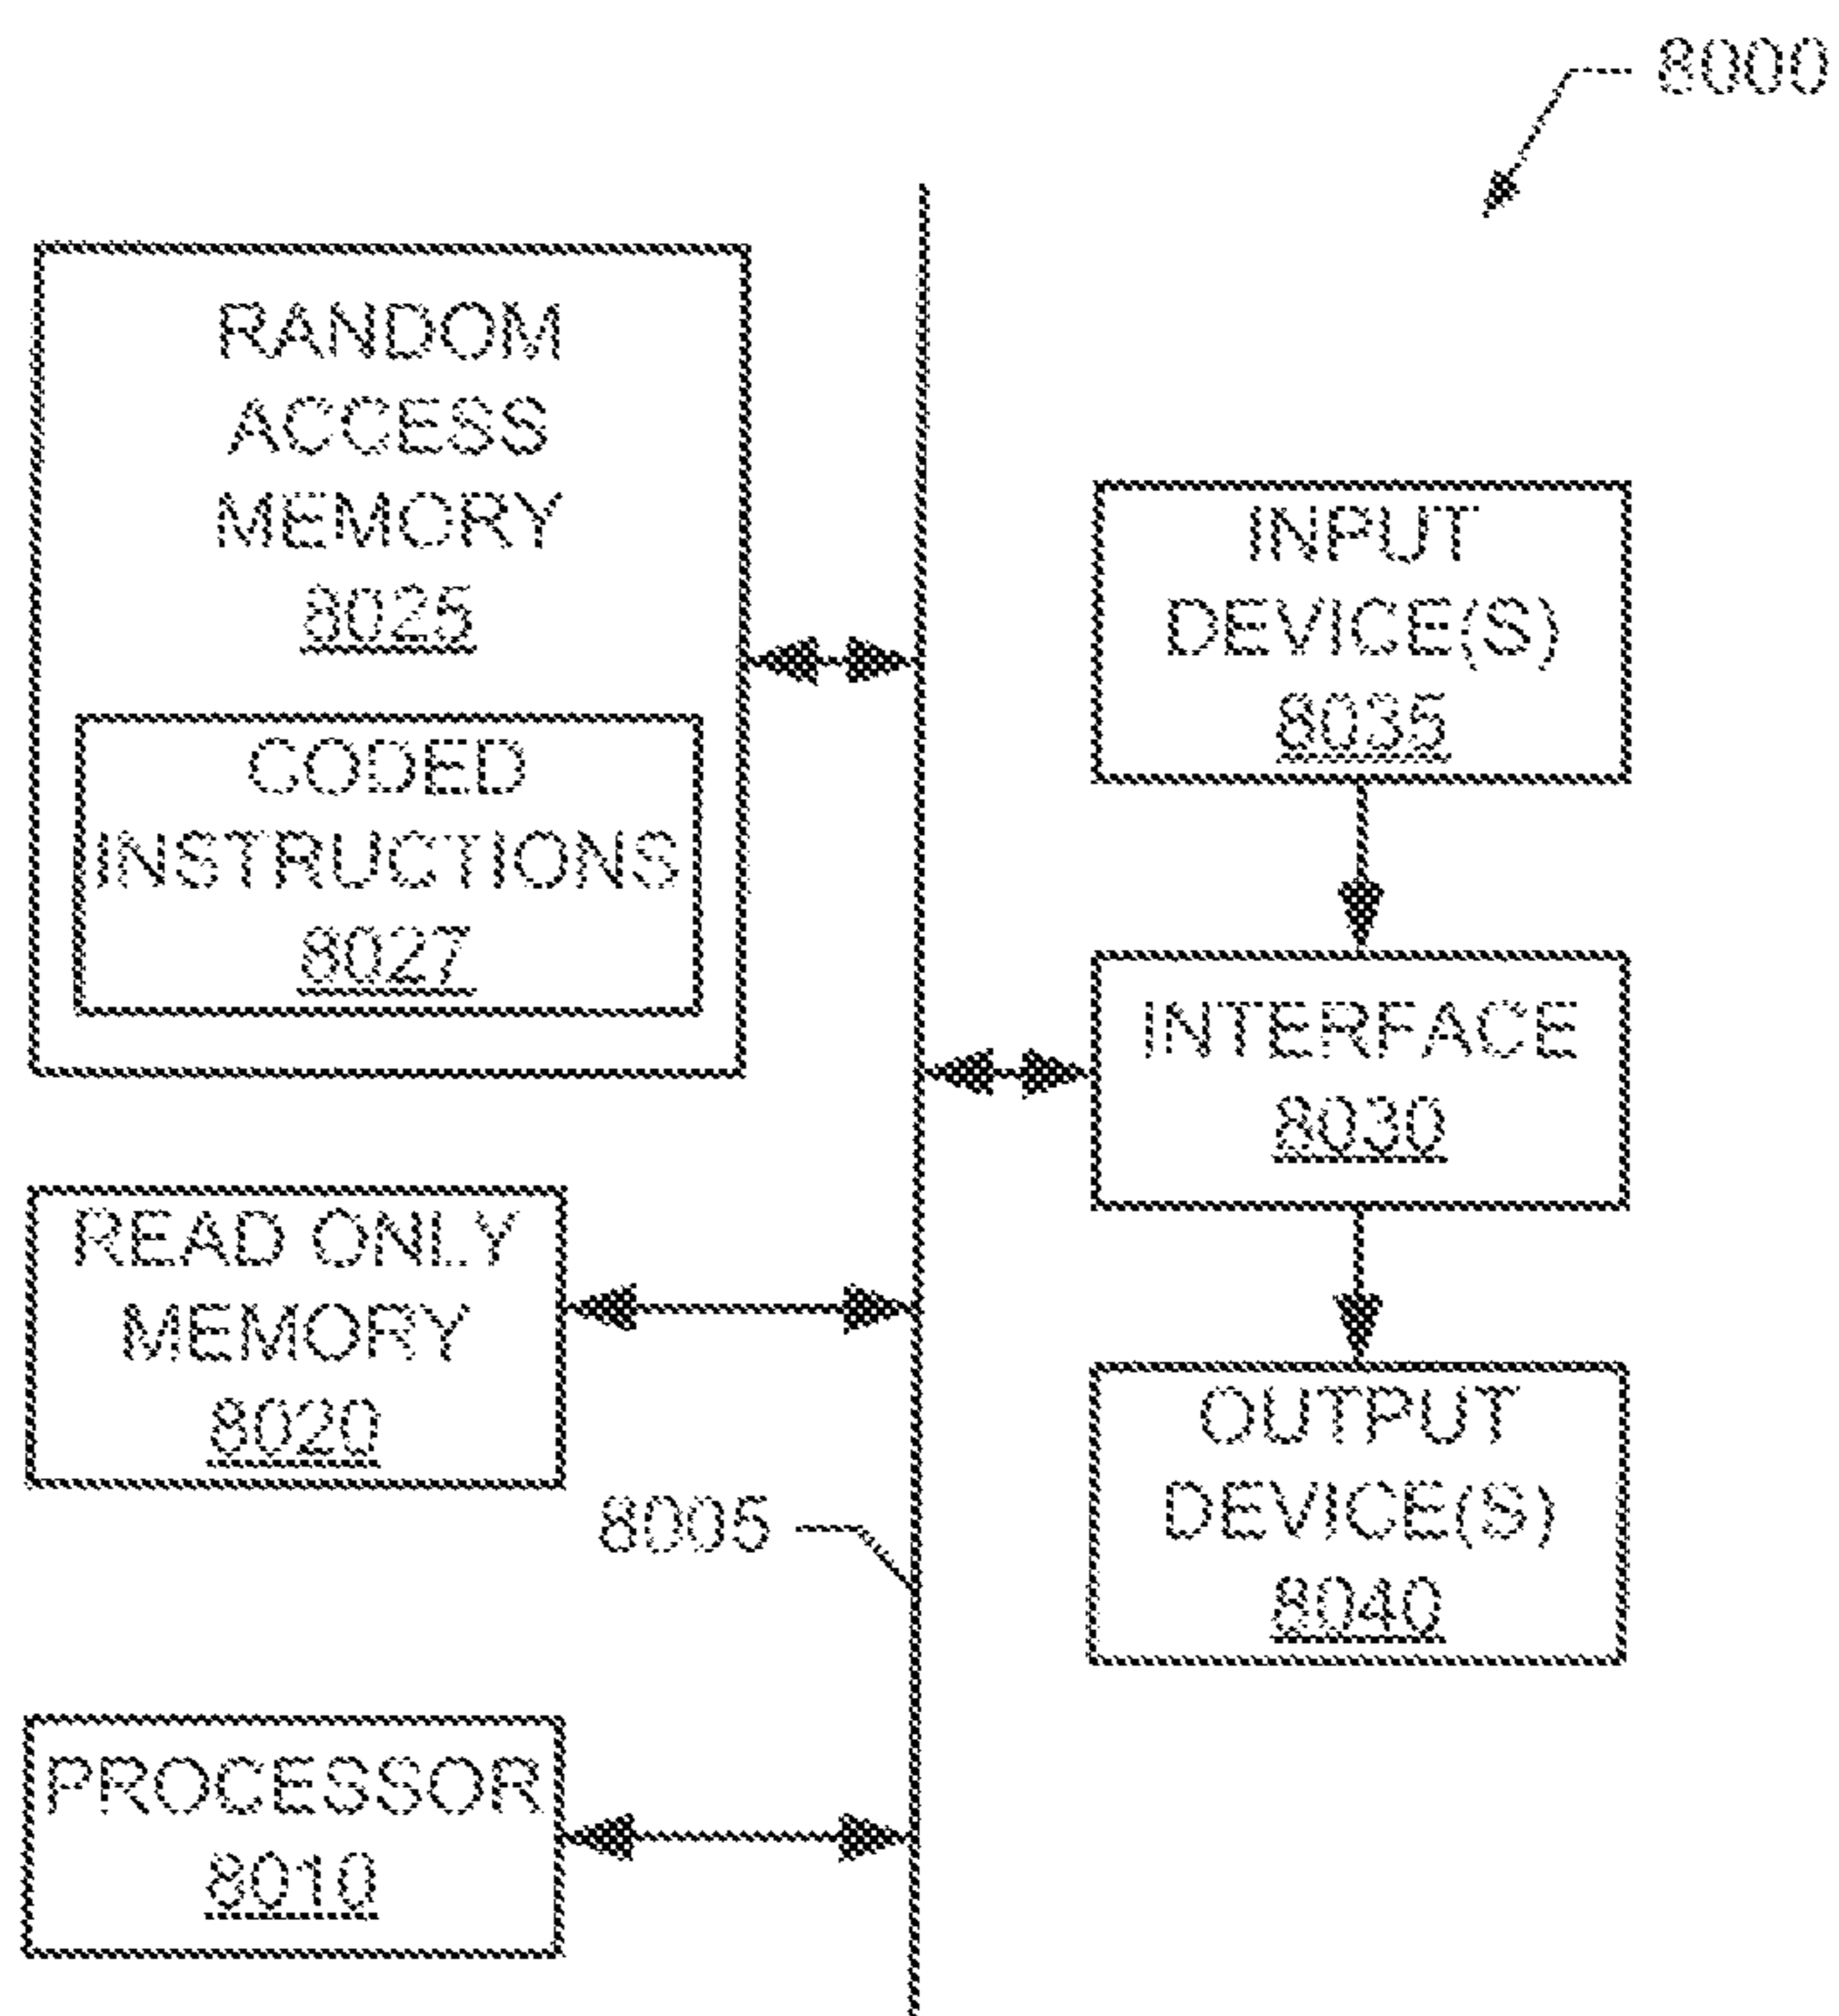 8000
RANDOM
ACCESS
MEMORY
8025
CODED
INSTRUCTIONS
8027
INPUT
DEVICE(S)
8035
INTERFACE
8030
READ ONLY
MEMORY
8020
OUTPUT
DEVICE(S)
8040
8005
PROCESSOR
8010